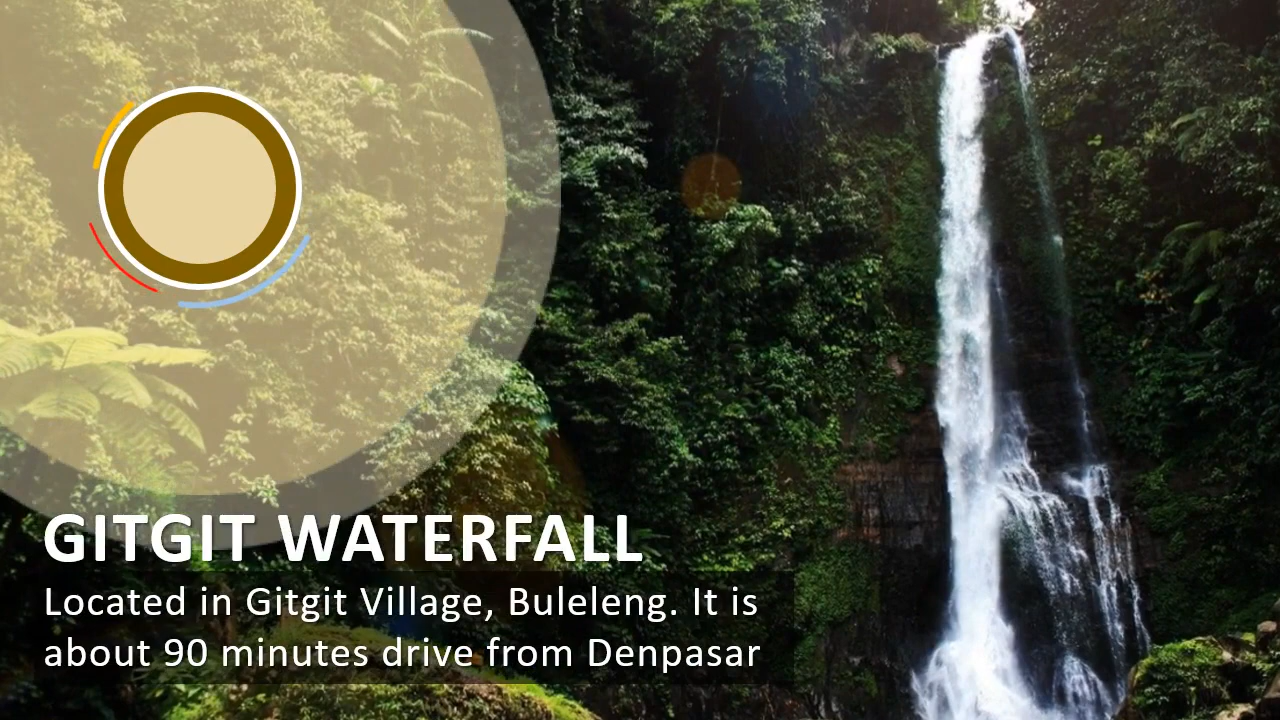 GITGIT WATERFALL
Located in Gitgit Village, Buleleng. It is
about 90 minutes drive from Denpasar